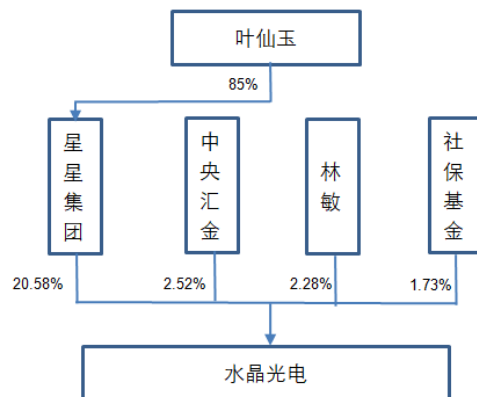 叶仙玉
85%
星星集团
中央汇金
林敏
社保基金
20.58%
2.52%
2.28%
1.73%
水晶光电